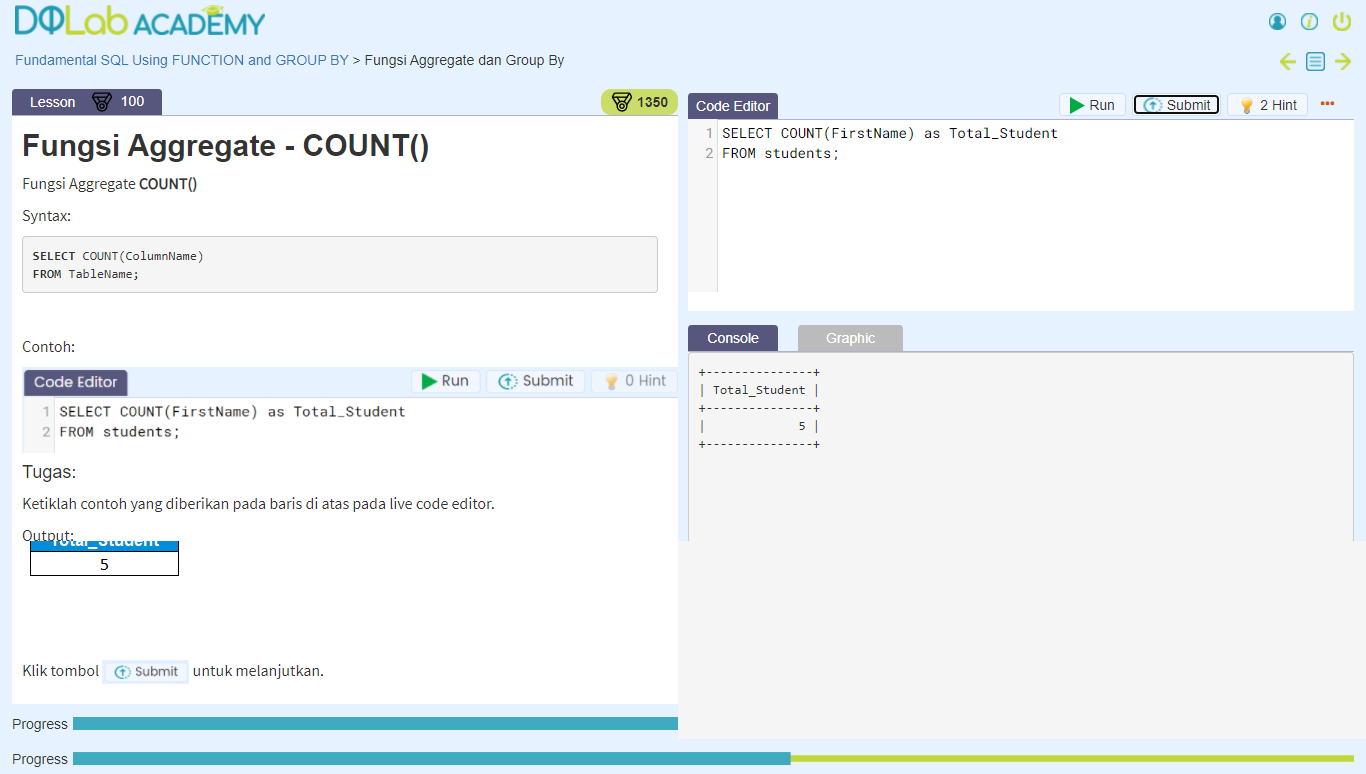 DQLab ACADEMY
Fundamental SQL Using FUNCTION and GROUP BY > Fungsi Aggregate dan Group By
Lesson 100
1350
Fungsi Aggregate - COUNT()
Fungsi Aggregate COUNT()
Syntax:
SELECT COUNT(ColumnName)
FROM TableName;
Contoh:
Code Editor Run Submit 0 Hint
1 SELECT COUNT(FirstName) as Total_Student
2 FROM students;
Tugas:
Ketiklah contoh yang diberikan pada baris di atas pada live code editor.
Output:
Total_Student
5
Klik tombol Submit untuk melanjutkan.
Progress
Code Editor Run Submit 2 Hint
1 SELECT COUNT(FirstName) as Total_Student
2 FROM students;
Console Graphic
+---------------+
| Total_Student |
+---------------+
|             5 |
+---------------+
Progress